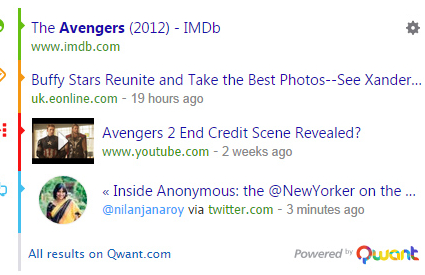 The Avengers (2012) - IMDb
www.imdb.com
Buffy Stars Reunite and Take the Best Photos--See Xander...
uk.eonline.com - 19 hours ago
Avengers 2 End Credit Scene Revealed?
www.youtube.com - 2 weeks ago
« Inside Anonymous: the @NewYorker on the ...
@nilanjanaroy via twitter.com - 3 minutes ago
All results on Qwant.com
Powered by Qwant